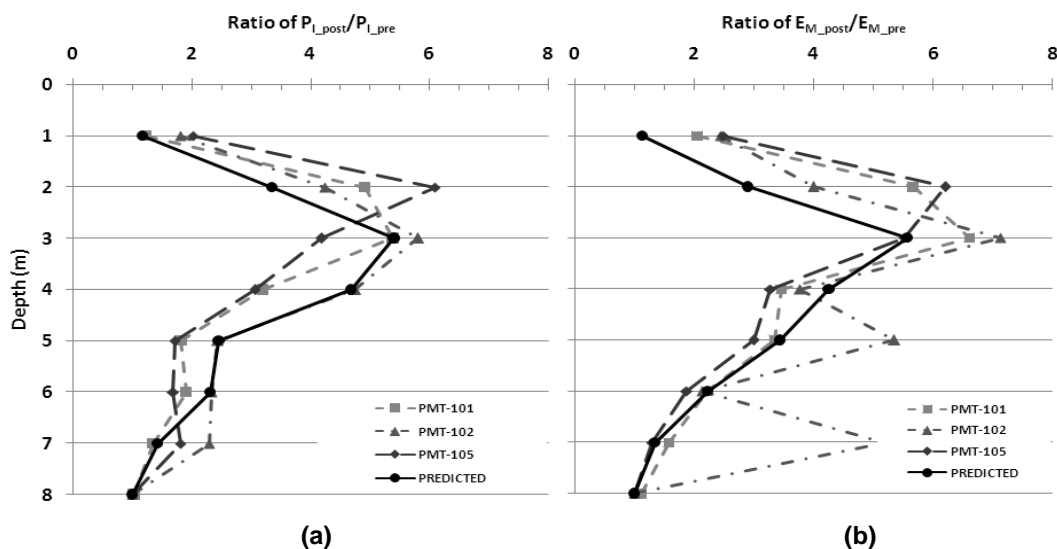 Ratio of P_l_post/P_l_pre
0 2 4 6 8
Depth (m)
0
1
2
3
4
5
6
7
8
PMT-101
PMT-102
PMT-105
PREDICTED
(a)
Ratio of E_M_post/E_M_pre
0 2 4 6 8
PMT-101
PMT-102
PMT-105
PREDICTED
(b)